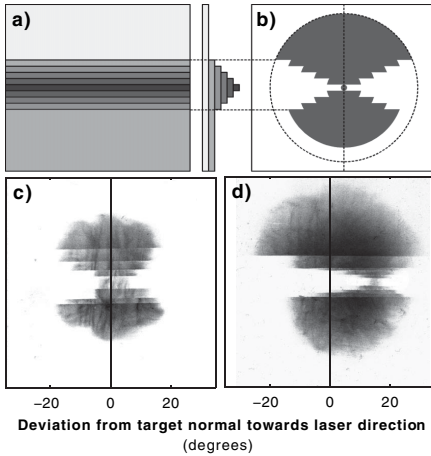 a)
b)
c)
d)
−20 0 20 −20 0 20
Deviation from target normal towards laser direction
(degrees)